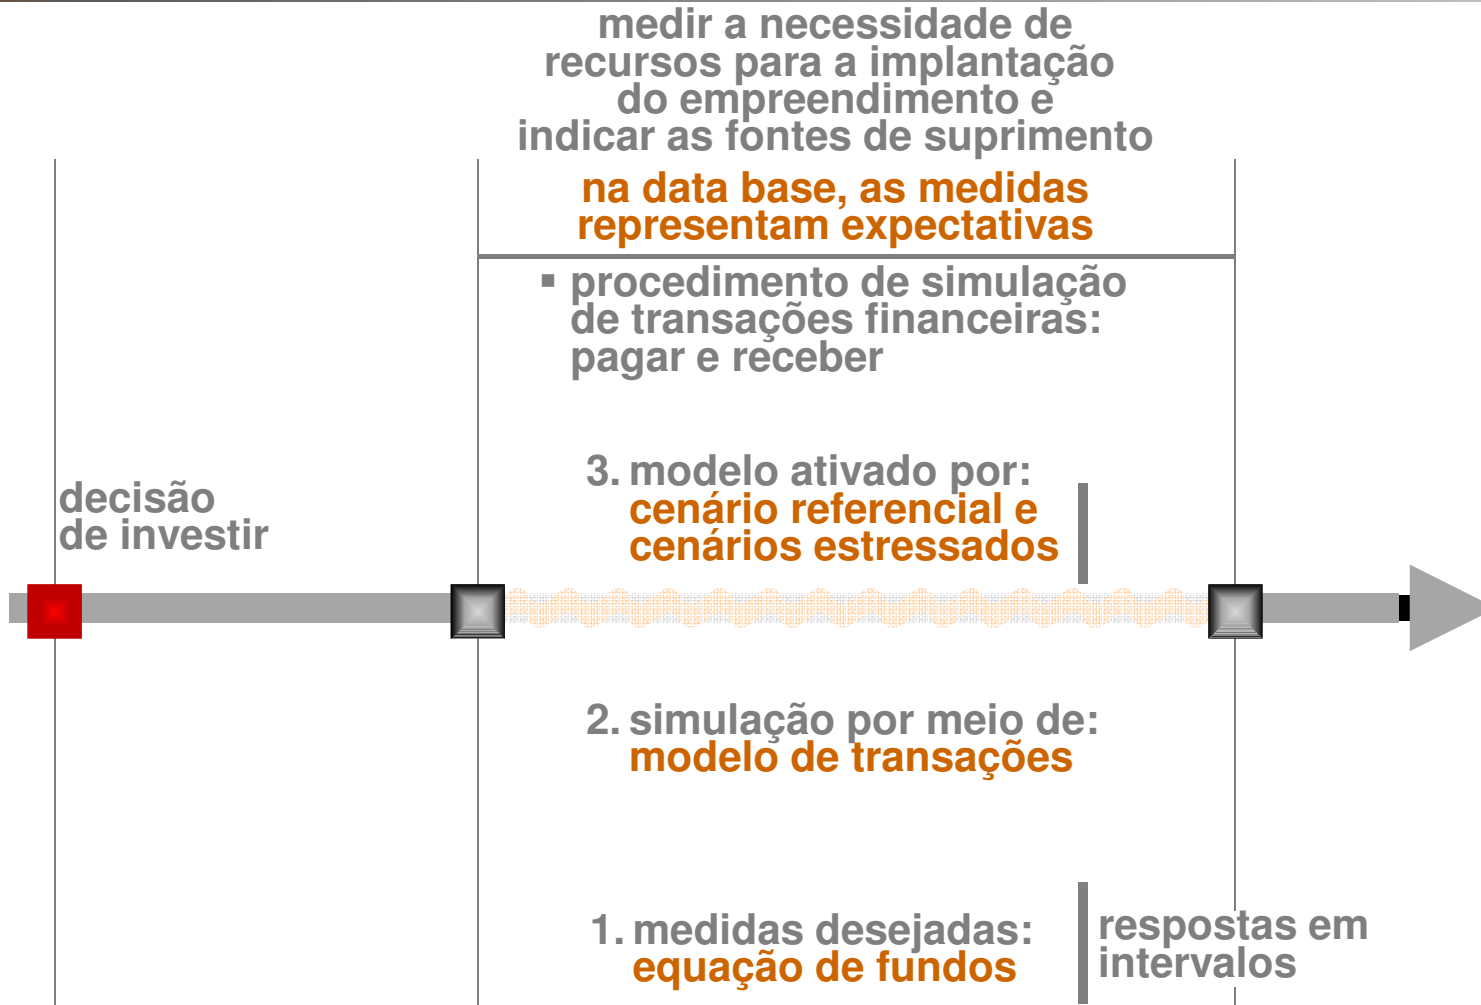 medir a necessidade de
recursos para a implantação
do empreendimento e
indicar as fontes de suprimento
na data base, as medidas
representam expectativas
▪ procedimento de simulação
de transações financeiras:
pagar e receber
decisão
de investir
3. modelo ativado por:
cenário referencial e
cenários estressados
2. simulação por meio de:
modelo de transações
1. medidas desejadas:
equação de fundos
respostas em
intervalos